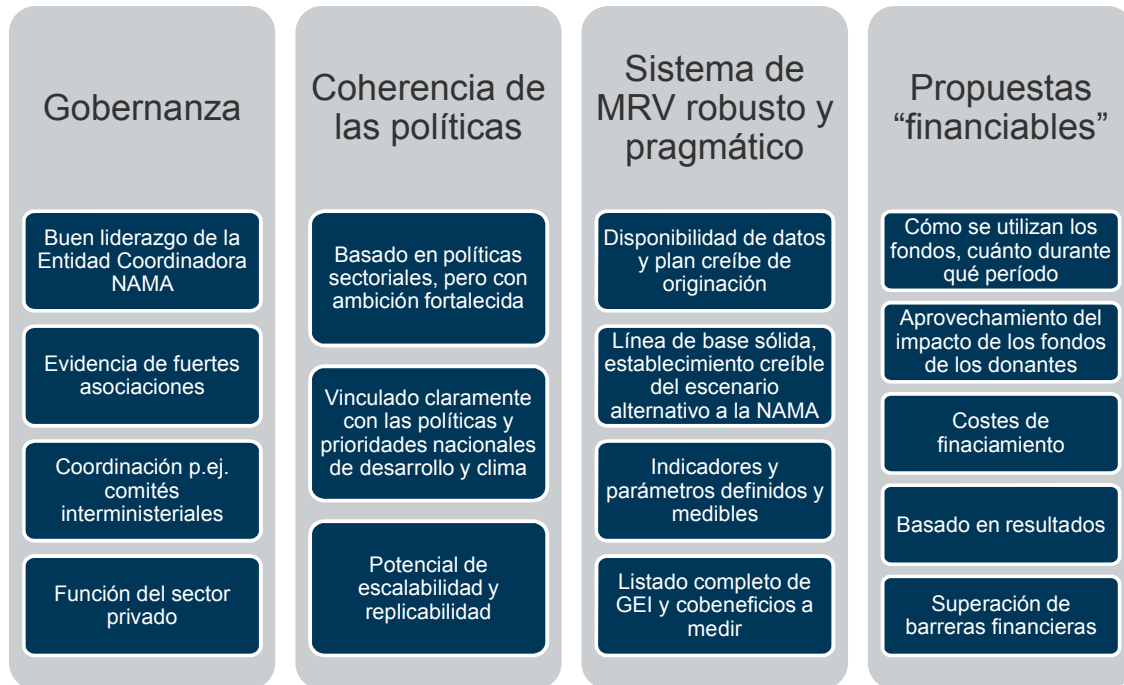 Gobernanza
Buen liderazgo de la
Entidad Coordinadora
NAMA
Evidencia de fuertes
asociaciones
Coordinación p.ej.
comités
interministeriales
Función del sector
privado
Coherencia de
las políticas
Basado en políticas
sectoriales, pero con
ambición fortalecida
Vinculado claramente
con las políticas y
prioridades nacionales
de desarrollo y clima
Potencial de
escalabilidad y
replicabilidad
Sistema de
MRV robusto y
pragmático
Disponibilidad de datos
y plan creíbe de
originación
Línea de base sólida,
establecimiento creíble
del escenario
alternativo a la NAMA
Indicadores y
parámetros definidos y
medibles
Listado completo de
GEI y cobeneficios a
medir
Propuestas
“financiables”
Cómo se utilizan los
fondos, cuánto durante
qué período
Aprovechamiento del
impacto de los fondos
de los donantes
Costes de
finaciamiento
Basado en resultados
Superación de
barreras financieras